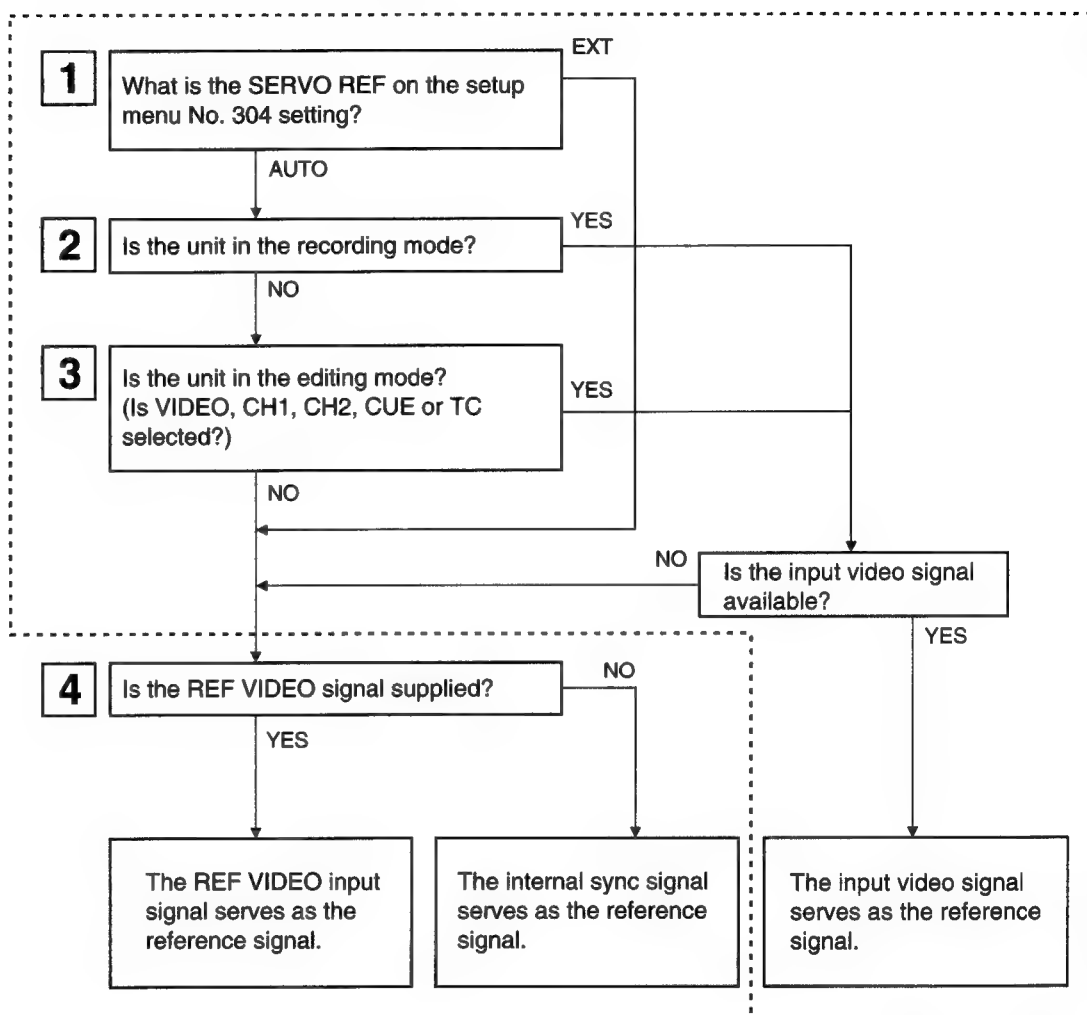 EXT
1
What is the SERVO REF on the setup
menu No. 304 setting?
AUTO
YES
2
Is the unit in the recording mode?
NO
3
Is the unit in the editing mode?
(Is VIDEO, CH1, CH2, CUE or TC
selected?)
YES
NO
NO
Is the input video signal
available?
YES
4
Is the REF VIDEO signal supplied?
NO
YES
The REF VIDEO input
signal serves as the
reference signal.
The internal sync signal
serves as the reference
signal.
The input video signal
serves as the reference
signal.